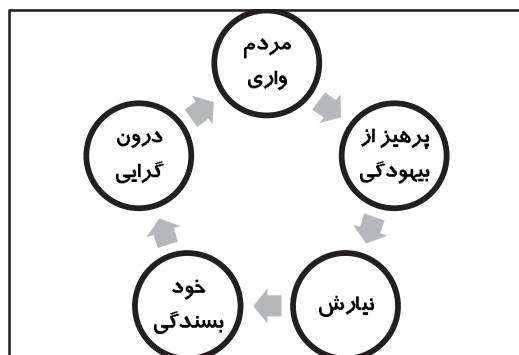 مردم
واری
پرهیز از
بیهودگی
نیارش
خود
بسندگی
درون
گرایی